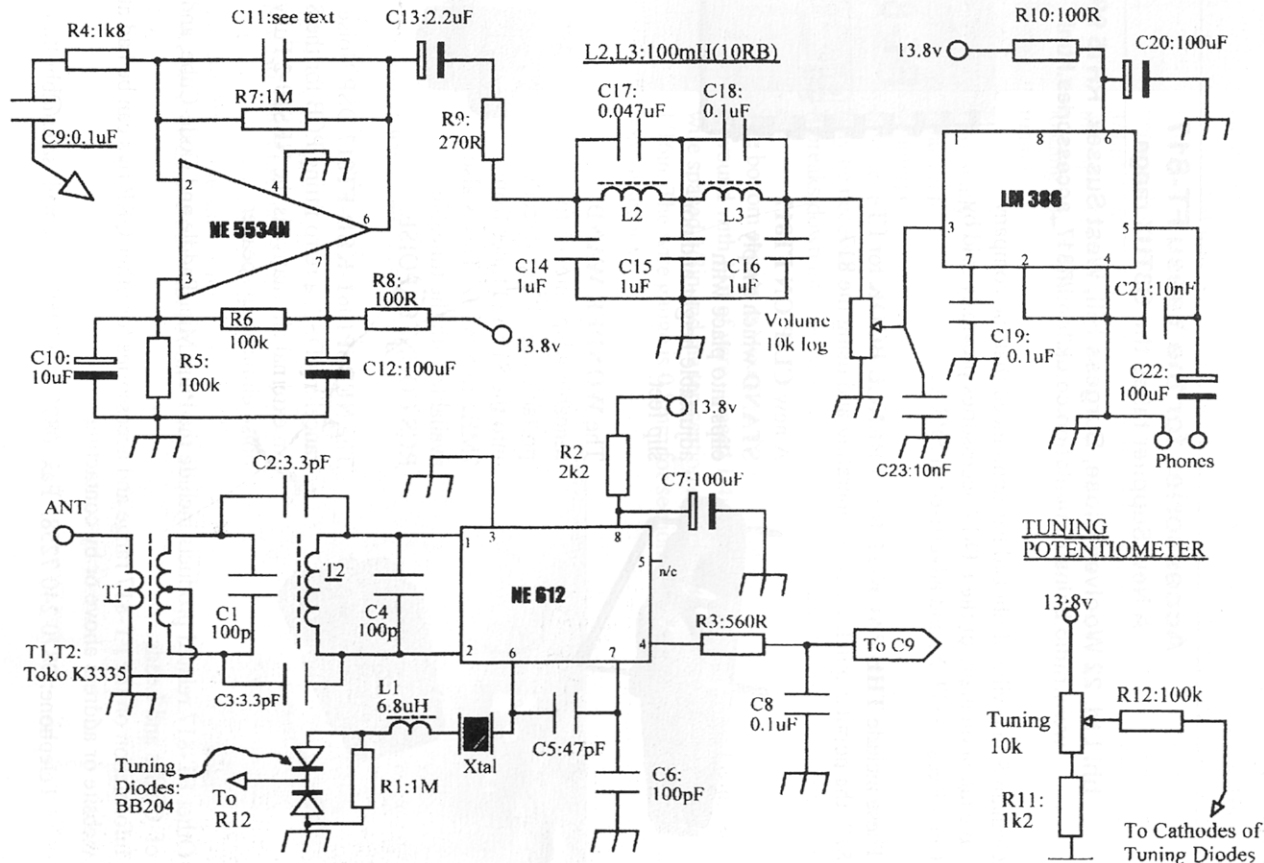 C11:see text
C13:2.2uF
R4:1k8
R7:1M
C9:0.1uF
R9:
270R
2
4
NE 5534N
6
7
3
R8:
100R
R6
100k
13.8v
C10:
10uF
R5:
100k
C12:100uF
L2,L3:100mH(10RB)
C17:
0.047uF
C18:
0.1uF
L2
L3
C14
1uF
C15
1uF
C16
1uF
Volume
10k log
R10:100R
13.8v
C20:100uF
1
8
6
LM 386
3
5
7
2
4
C21:10nF
C19:
0.1uF
C22:
100uF
C23:10nF
Phones
C2:3.3pF
ANT
T1
C1
100p
T2
C4
100p
T1,T2:
Toko K3335
C3:3.3pF
13.8v
R2
2k2
C7:100uF
1
3
8
5
n/c
NE 612
2
6
7
4
R3:560R
To C9
C8
0.1uF
L1
6.8uH
Xtal
C5:47pF
C6:
100pF
Tuning
Diodes:
BB204
To
R12
R1:1M
TUNING
POTENTIOMETER
13:8v
Tuning
10k
R12:100k
R11:
1k2
To Cathodes of
Tuning Diodes